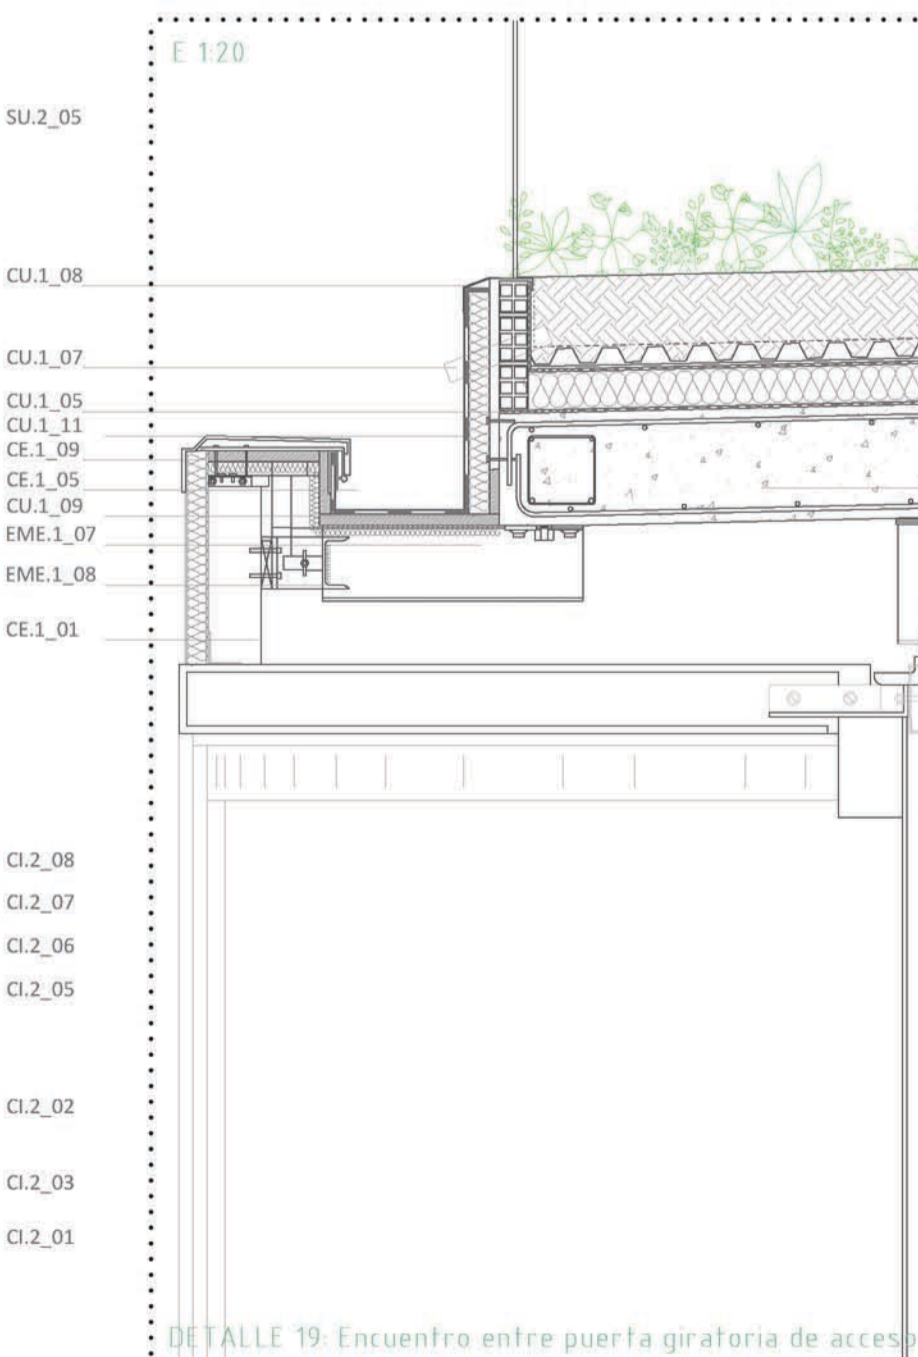 E 1:20
SU.2_05
CU.1_08
CU.1_07
CU.1_05
CU.1_11
CE.1_09
CE.1_05
CU.1_09
EME.1_07
EME.1_08
CE.1_01
CI.2_08
CI.2_07
CI.2_06
CI.2_05
CI.2_02
CI.2_03
CI.2_01
DETALLE 19: Encuentro entre puerta giratoria de acceso